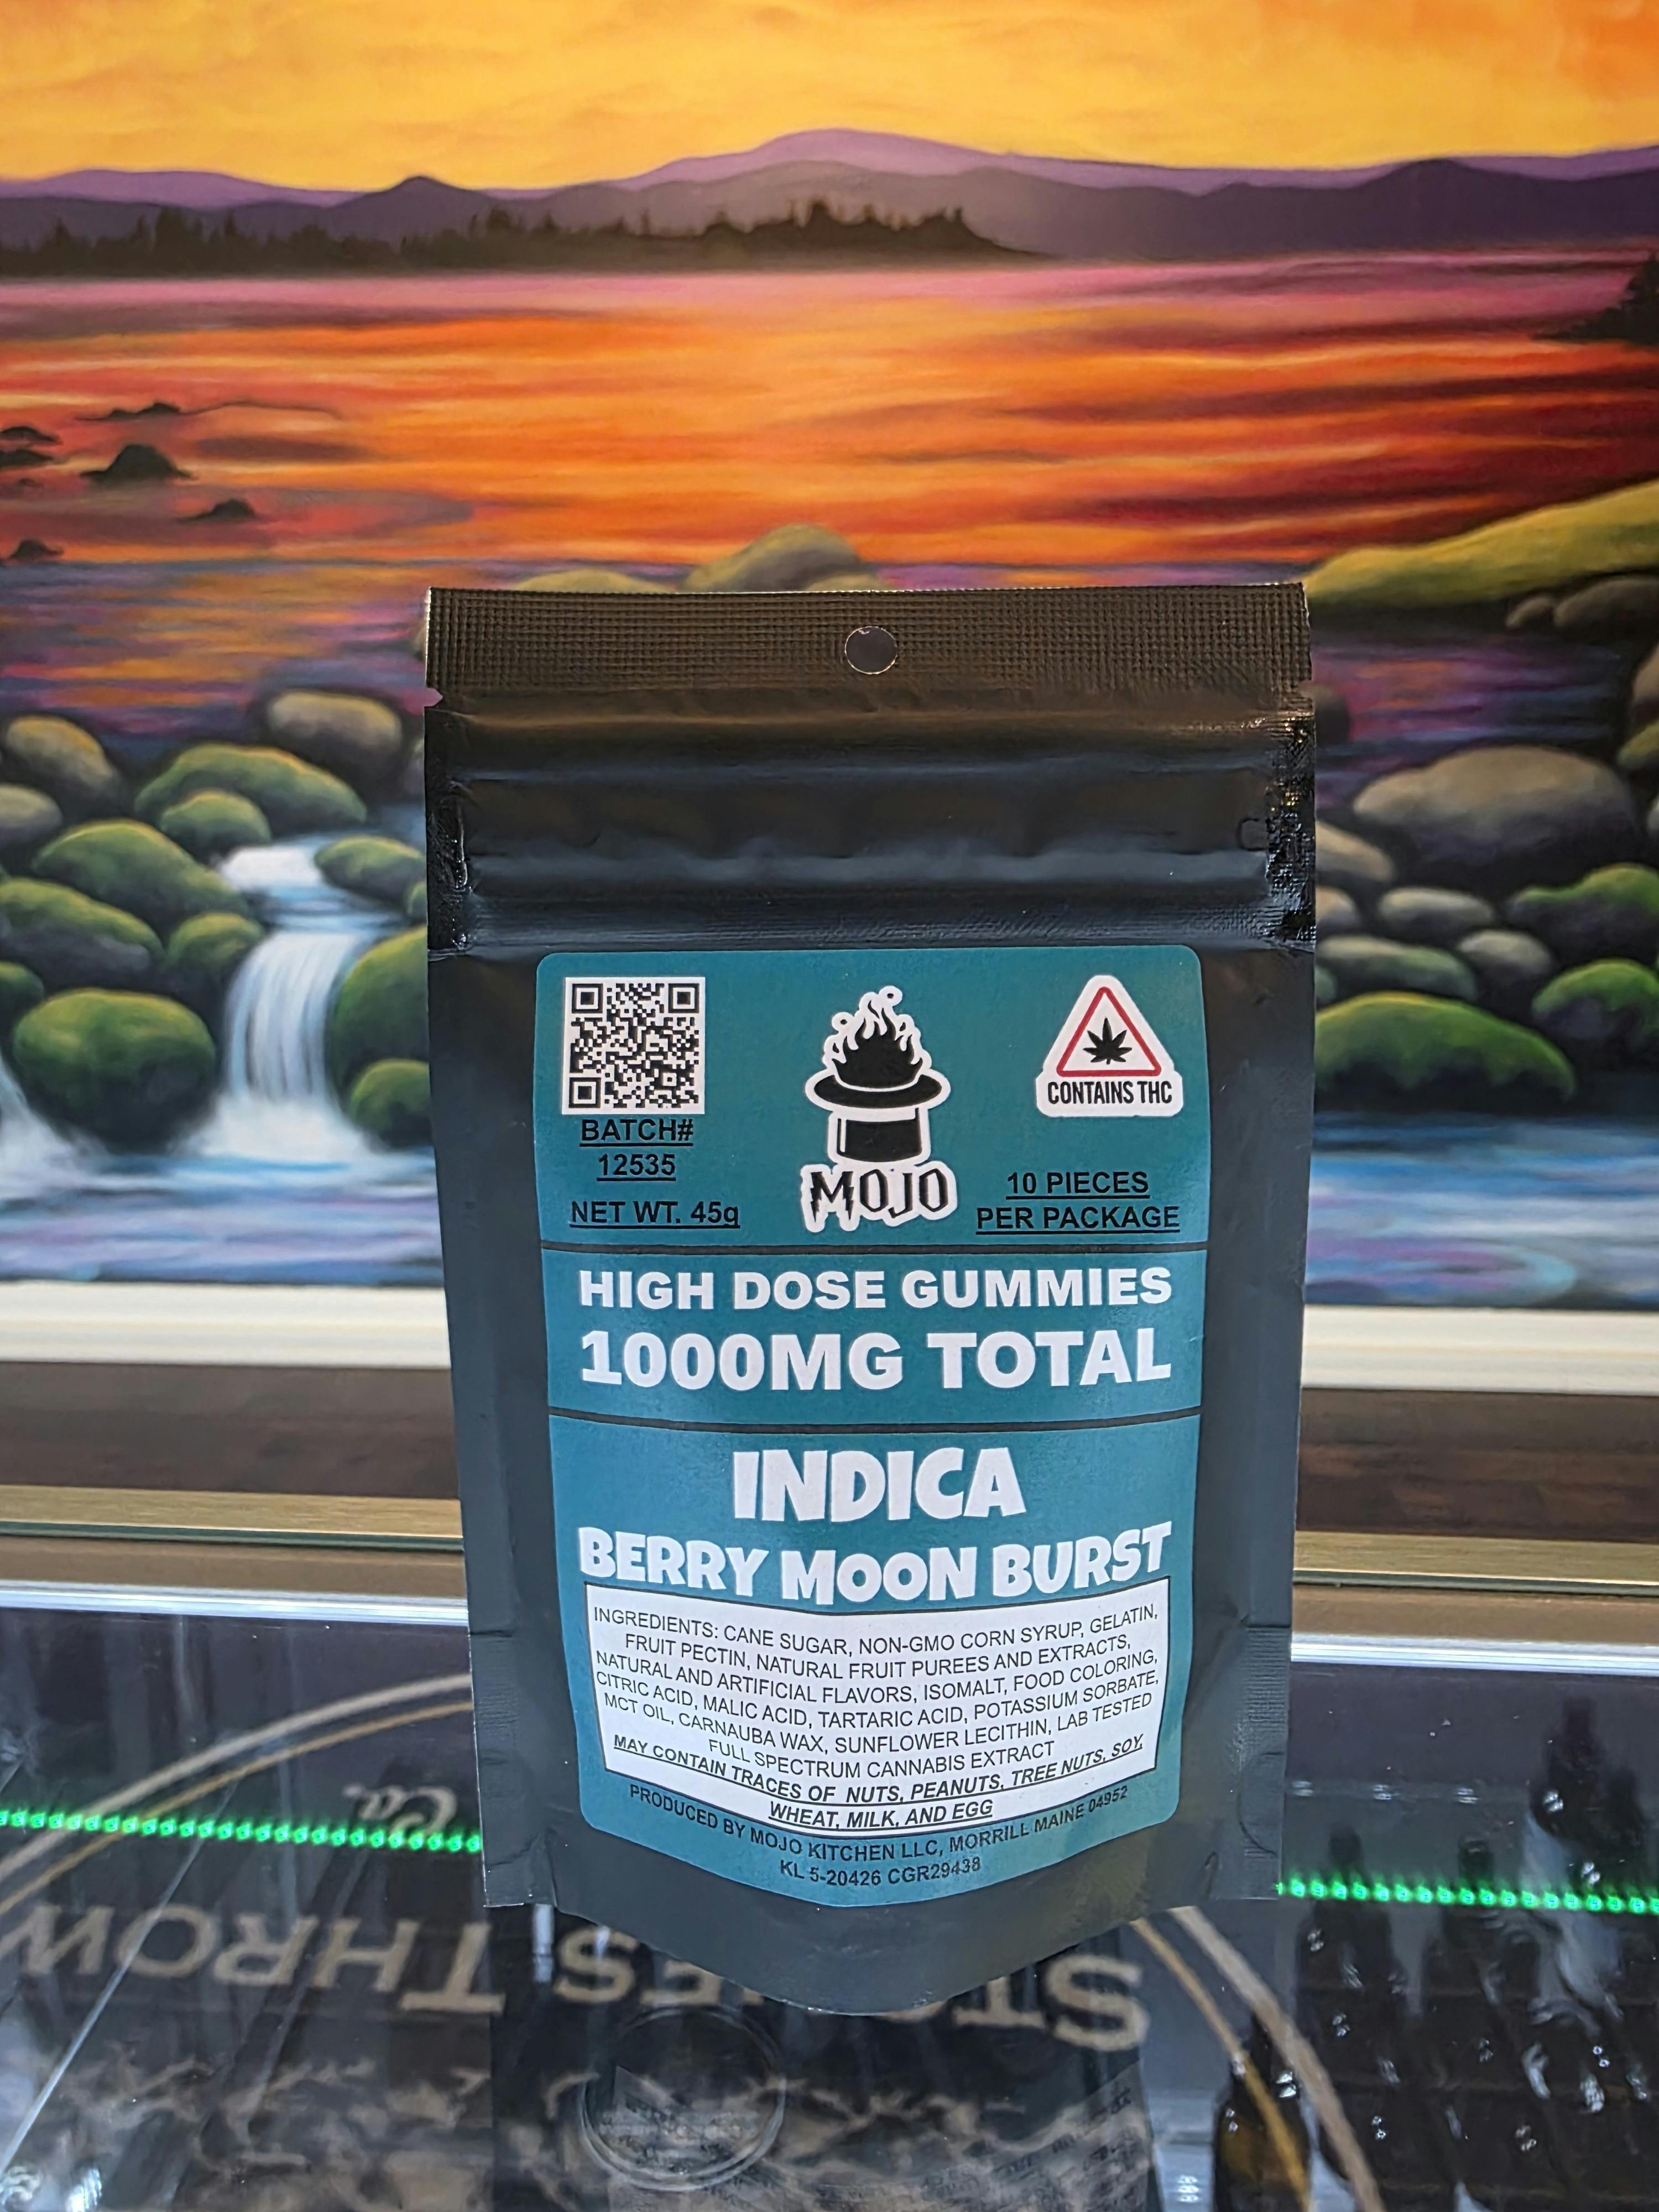 BATCH#
12535
NET WT. 45g
MOJO
CONTAINS THC
10 PIECES
PER PACKAGE
HIGH DOSE GUMMIES
1000MG TOTAL
INDICA
BERRY MOON BURST
INGREDIENTS: CANE SUGAR, NON-GMO CORN SYRUP, GELATIN,
FRUIT PECTIN, NATURAL FRUIT PUREES AND EXTRACTS,
NATURAL AND ARTIFICIAL FLAVORS, ISOMALT, FOOD COLORING,
CITRIC ACID, MALIC ACID, TARTARIC ACID, POTASSIUM SORBATE,
MCT OIL, CARNAUBA WAX, SUNFLOWER LECITHIN, LAB TESTED
FULL SPECTRUM CANNABIS EXTRACT
MAY CONTAIN TRACES OF NUTS, PEANUTS, TREE NUTS, SOY,
WHEAT, MILK, AND EGG
PRODUCED BY MOJO KITCHEN LLC, MORRILL MAINE 04952
KL 5-20426 CGR29438
Co.
THROW